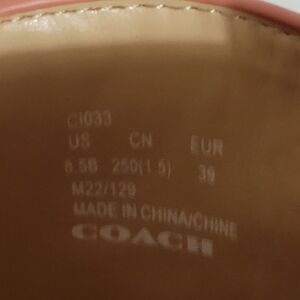 CI033
US CN EUR
8.5B 250(1.5) 39
M22/129
MADE IN CHINA/CHINE
COACH